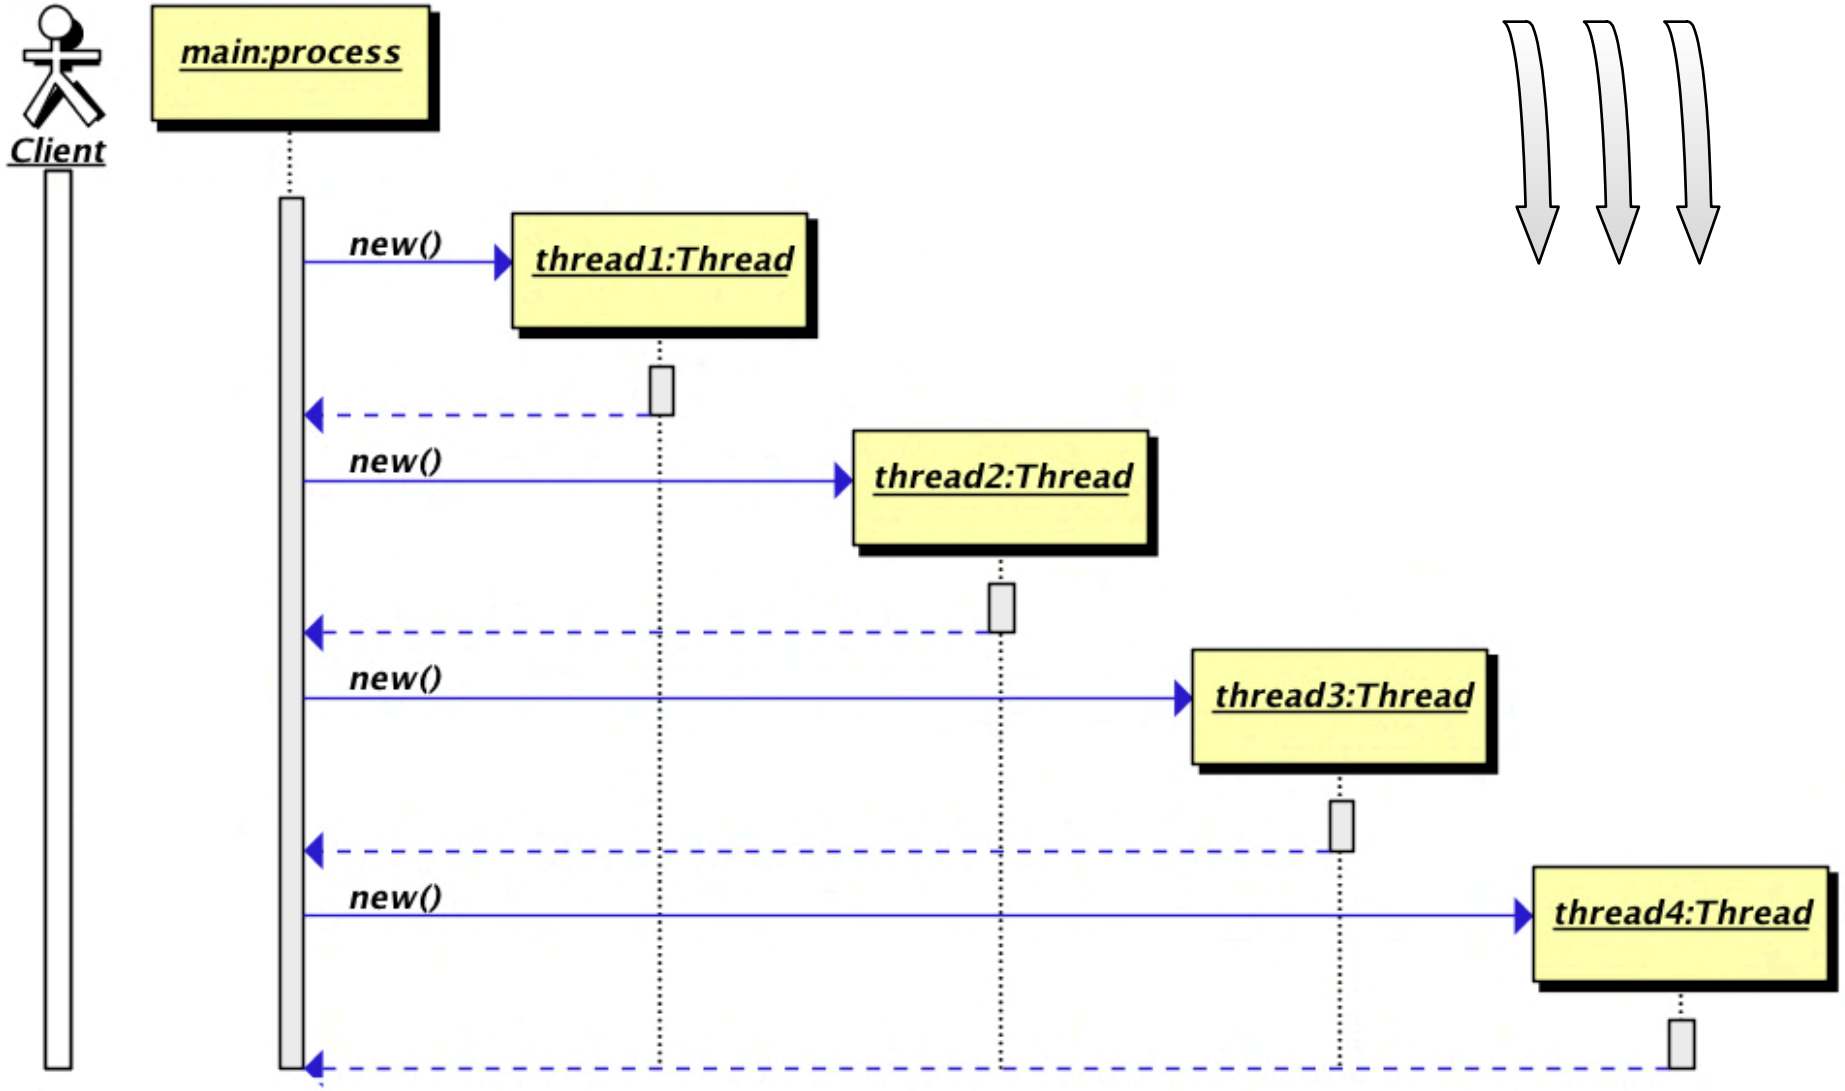 main:process
Client
new()
thread1:Thread
new()
thread2:Thread
new()
thread3:Thread
new()
thread4:Thread